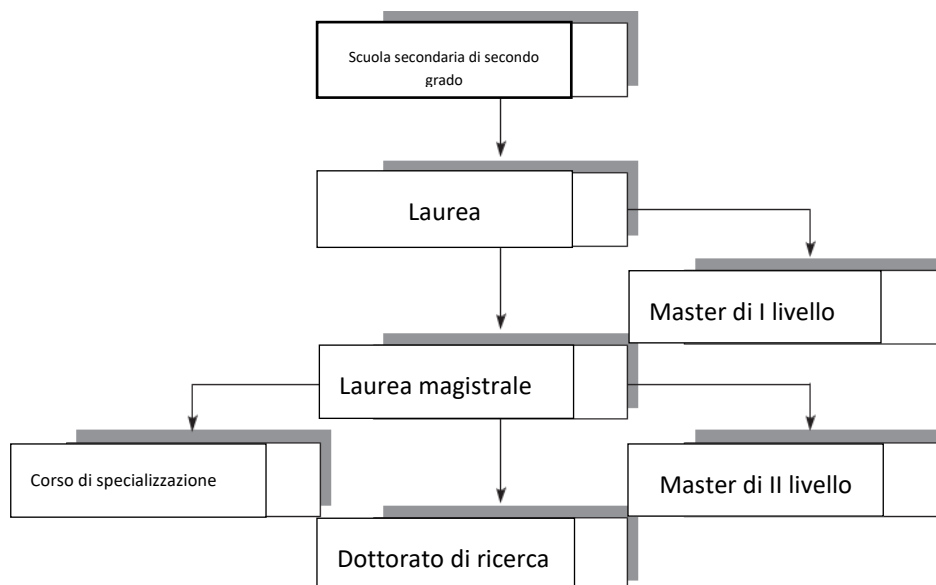 Scuola secondaria di secondo
grado
Laurea
Master di I livello
Laurea magistrale
Corso di specializzazione
Master di II livello
Dottorato di ricerca